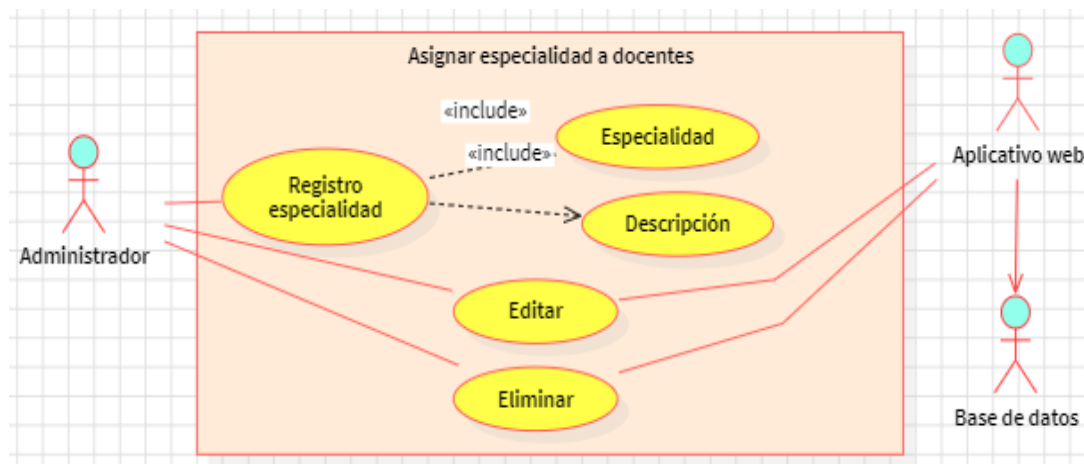 Asignar especialidad a docentes
«include»
Especialidad
«include»
Registro
especialidad
Descripción
Editar
Eliminar
Administrador
Aplicativo web
Base de datos